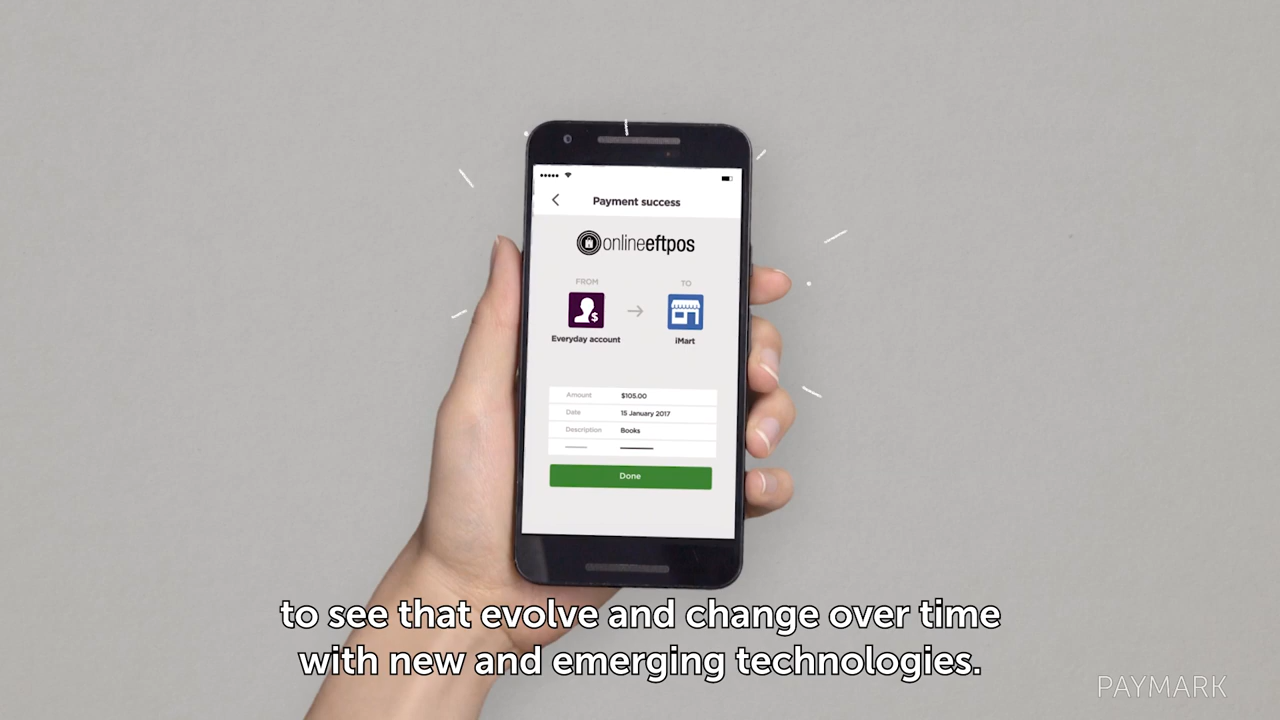 Payment success
onlineeftpos
FROM
TO
Everyday account
iMart
Amount $105.00
Date 15 January 2017
Description Books
Done
to see that evolve and change over time
with new and emerging technologies.
PAYMARK